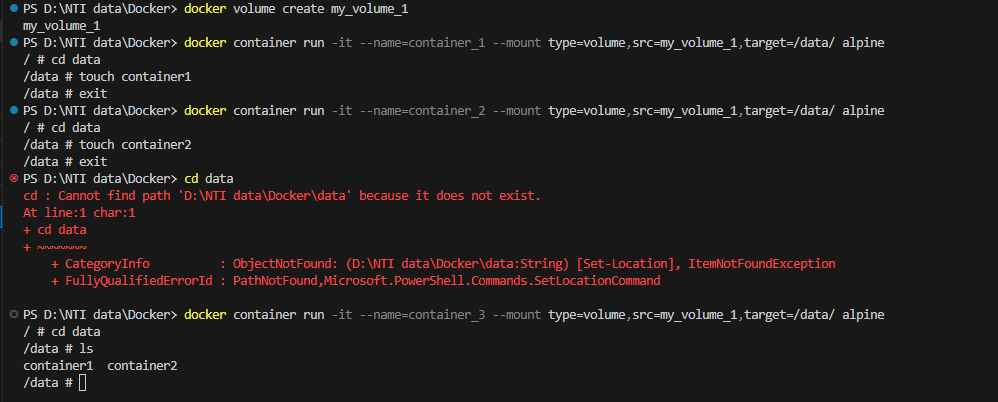 PS D:\NTI data\Docker> docker volume create my_volume_1
my_volume_1
PS D:\NTI data\Docker> docker container run -it --name=container_1 --mount type=volume,src=my_volume_1,target=/data/ alpine
/ # cd data
/data # touch container1
/data # exit
PS D:\NTI data\Docker> docker container run -it --name=container_2 --mount type=volume,src=my_volume_1,target=/data/ alpine
/ # cd data
/data # touch container2
/data # exit
PS D:\NTI data\Docker> cd data
cd : Cannot find path 'D:\NTI data\Docker\data' because it does not exist.
At line:1 char:1
+ cd data
+ ~~~~~~~
    + CategoryInfo          : ObjectNotFound: (D:\NTI data\Docker\data:String) [Set-Location], ItemNotFoundException
    + FullyQualifiedErrorId : PathNotFound,Microsoft.PowerShell.Commands.SetLocationCommand
PS D:\NTI data\Docker> docker container run -it --name=container_3 --mount type=volume,src=my_volume_1,target=/data/ alpine
/ # cd data
/data # ls
container1  container2
/data #